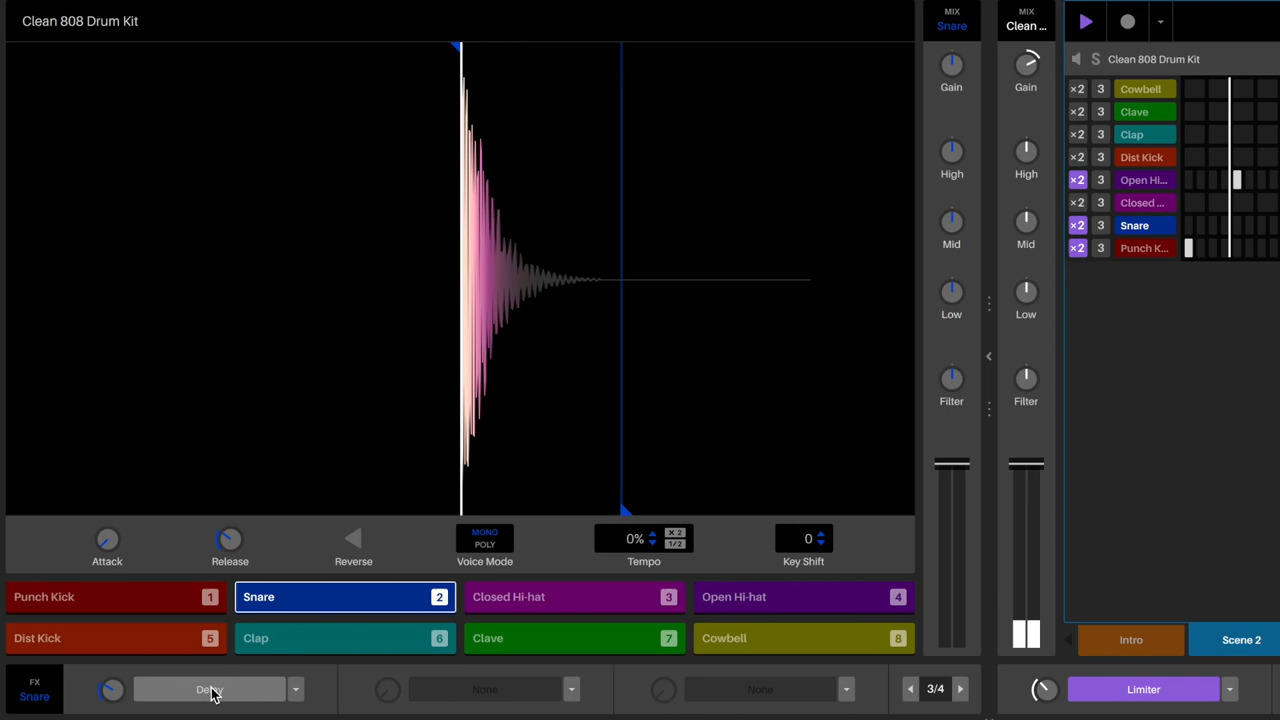 Clean 808 Drum Kit
MIX
Snare
Gain
High
Mid
Low
Filter
MIX
Clean ...
Gain
High
Mid
Low
Filter
S Clean 808 Drum Kit
×2 3 Cowbell
×2 3 Clave
×2 3 Clap
×2 3 Dist Kick
×2 3 Open Hi...
×2 3 Closed ...
×2 3 Snare
×2 3 Punch K...
Attack
Release
Reverse
MONO
POLY
Voice Mode
0% × 2
1/2
Tempo
0
Key Shift
Punch Kick 1
Snare 2
Closed Hi-hat 3
Open Hi-hat 4
Dist Kick 5
Clap 6
Clave 7
Cowbell 8
Intro
Scene 2
FX
Snare
Delay
None
None
3/4
Limiter